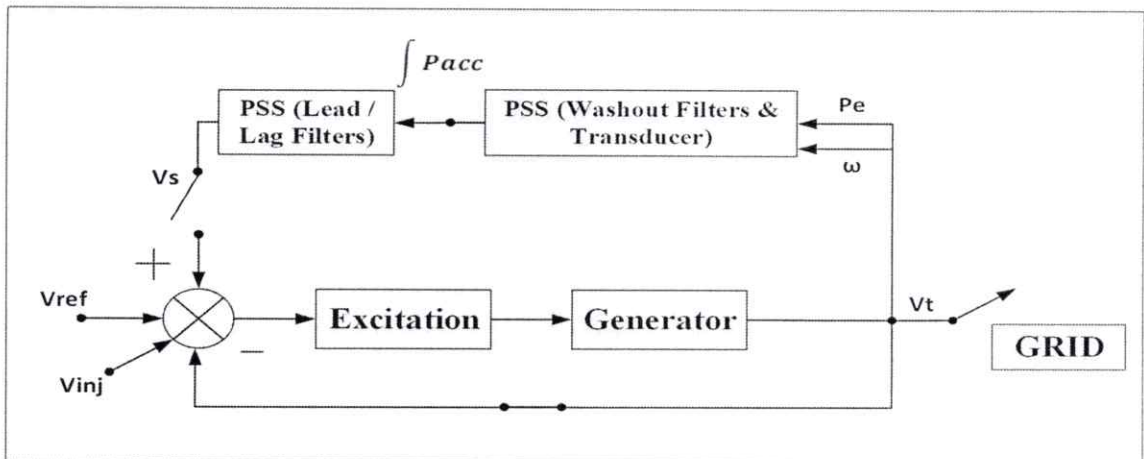 ∫ Pacc
PSS (Lead /
Lag Filters)
PSS (Washout Filters &
Transducer)
Pe
ω
Vs
+
Vref
Excitation
Generator
Vt
−
GRID
Vinj